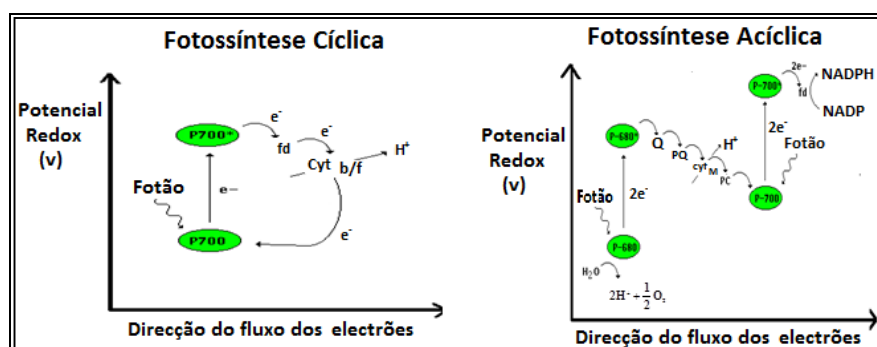 Fotossíntese Cíclica
Potencial
Redox
(v)
P700*
e-
fd
e-
Cyt b/f
H+
Fotão
e–
P700
e-
Direcção do fluxo dos electrões
Fotossíntese Acíclica
Potencial
Redox
(v)
2e–
P-700*
fd
NADPH
NADP
P-680*
Q
PQ
cyt M
H+
PC
2e-
Fotão
P-700
Fotão
2e-
P-680
H2O
2H- + 1/2 O2
Direcção do fluxo dos electrões